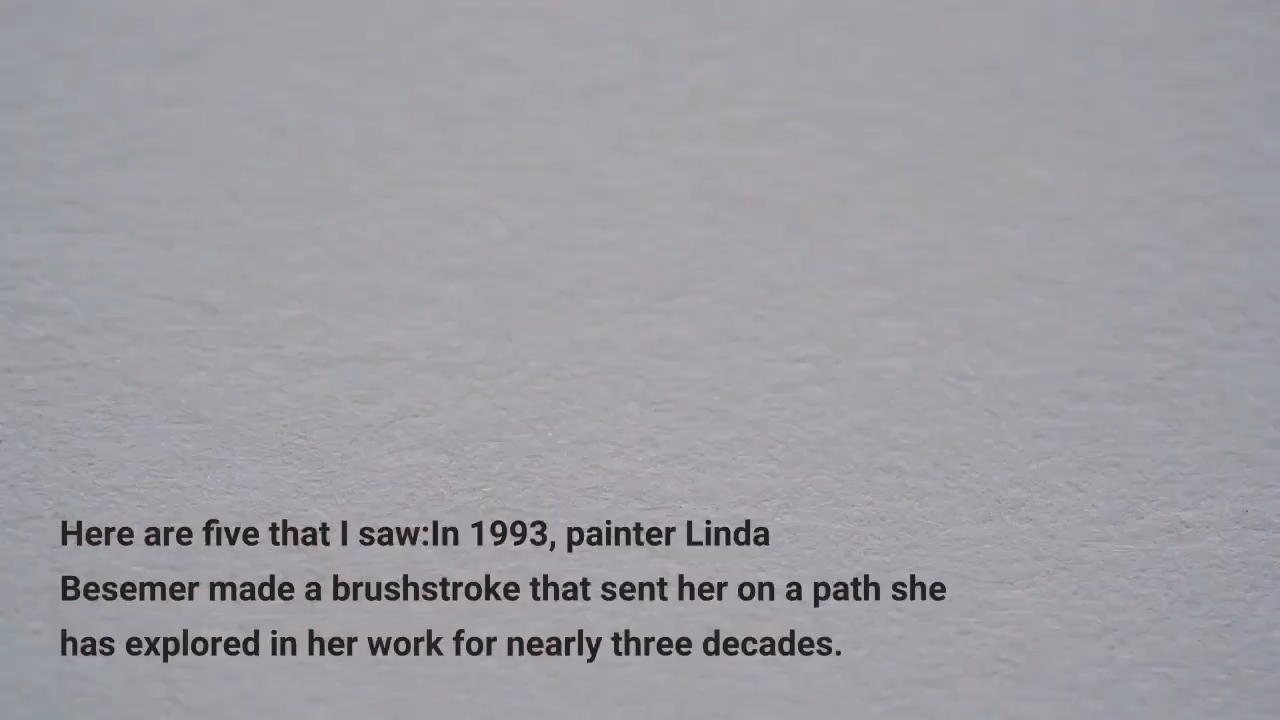 Here are five that I saw:In 1993, painter Linda
Besemer made a brushstroke that sent her on a path she
has explored in her work for nearly three decades.